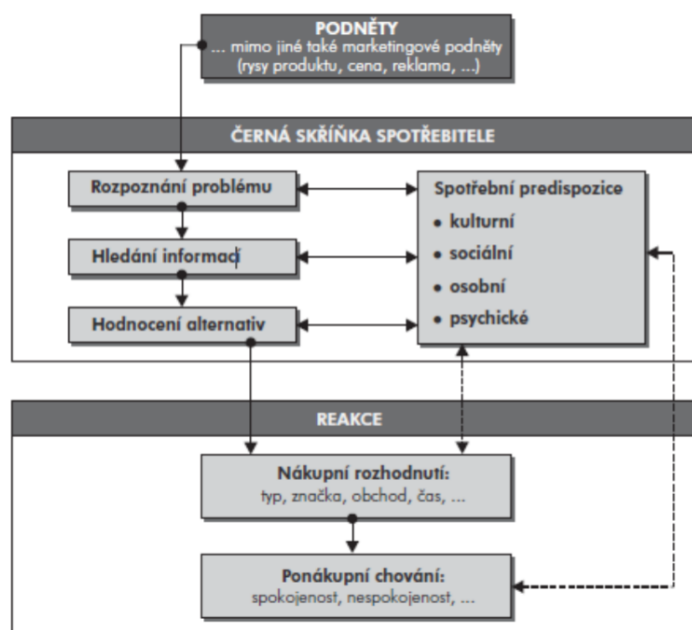 PODNĚTY
... mimo jiné také marketingové podněty
(rysy produktu, cena, reklama, ...)
ČERNÁ SKŘÍŇKA SPOTŘEBITELE
Rozpoznání problému
Hledání informací
Hodnocení alternativ
Spotřební predispozice
• kulturní
• sociální
• osobní
• psychické
REAKCE
Nákupní rozhodnutí:
typ, značka, obchod, čas, ...
Ponákupní chování:
spokojenost, nespokojenost, ...